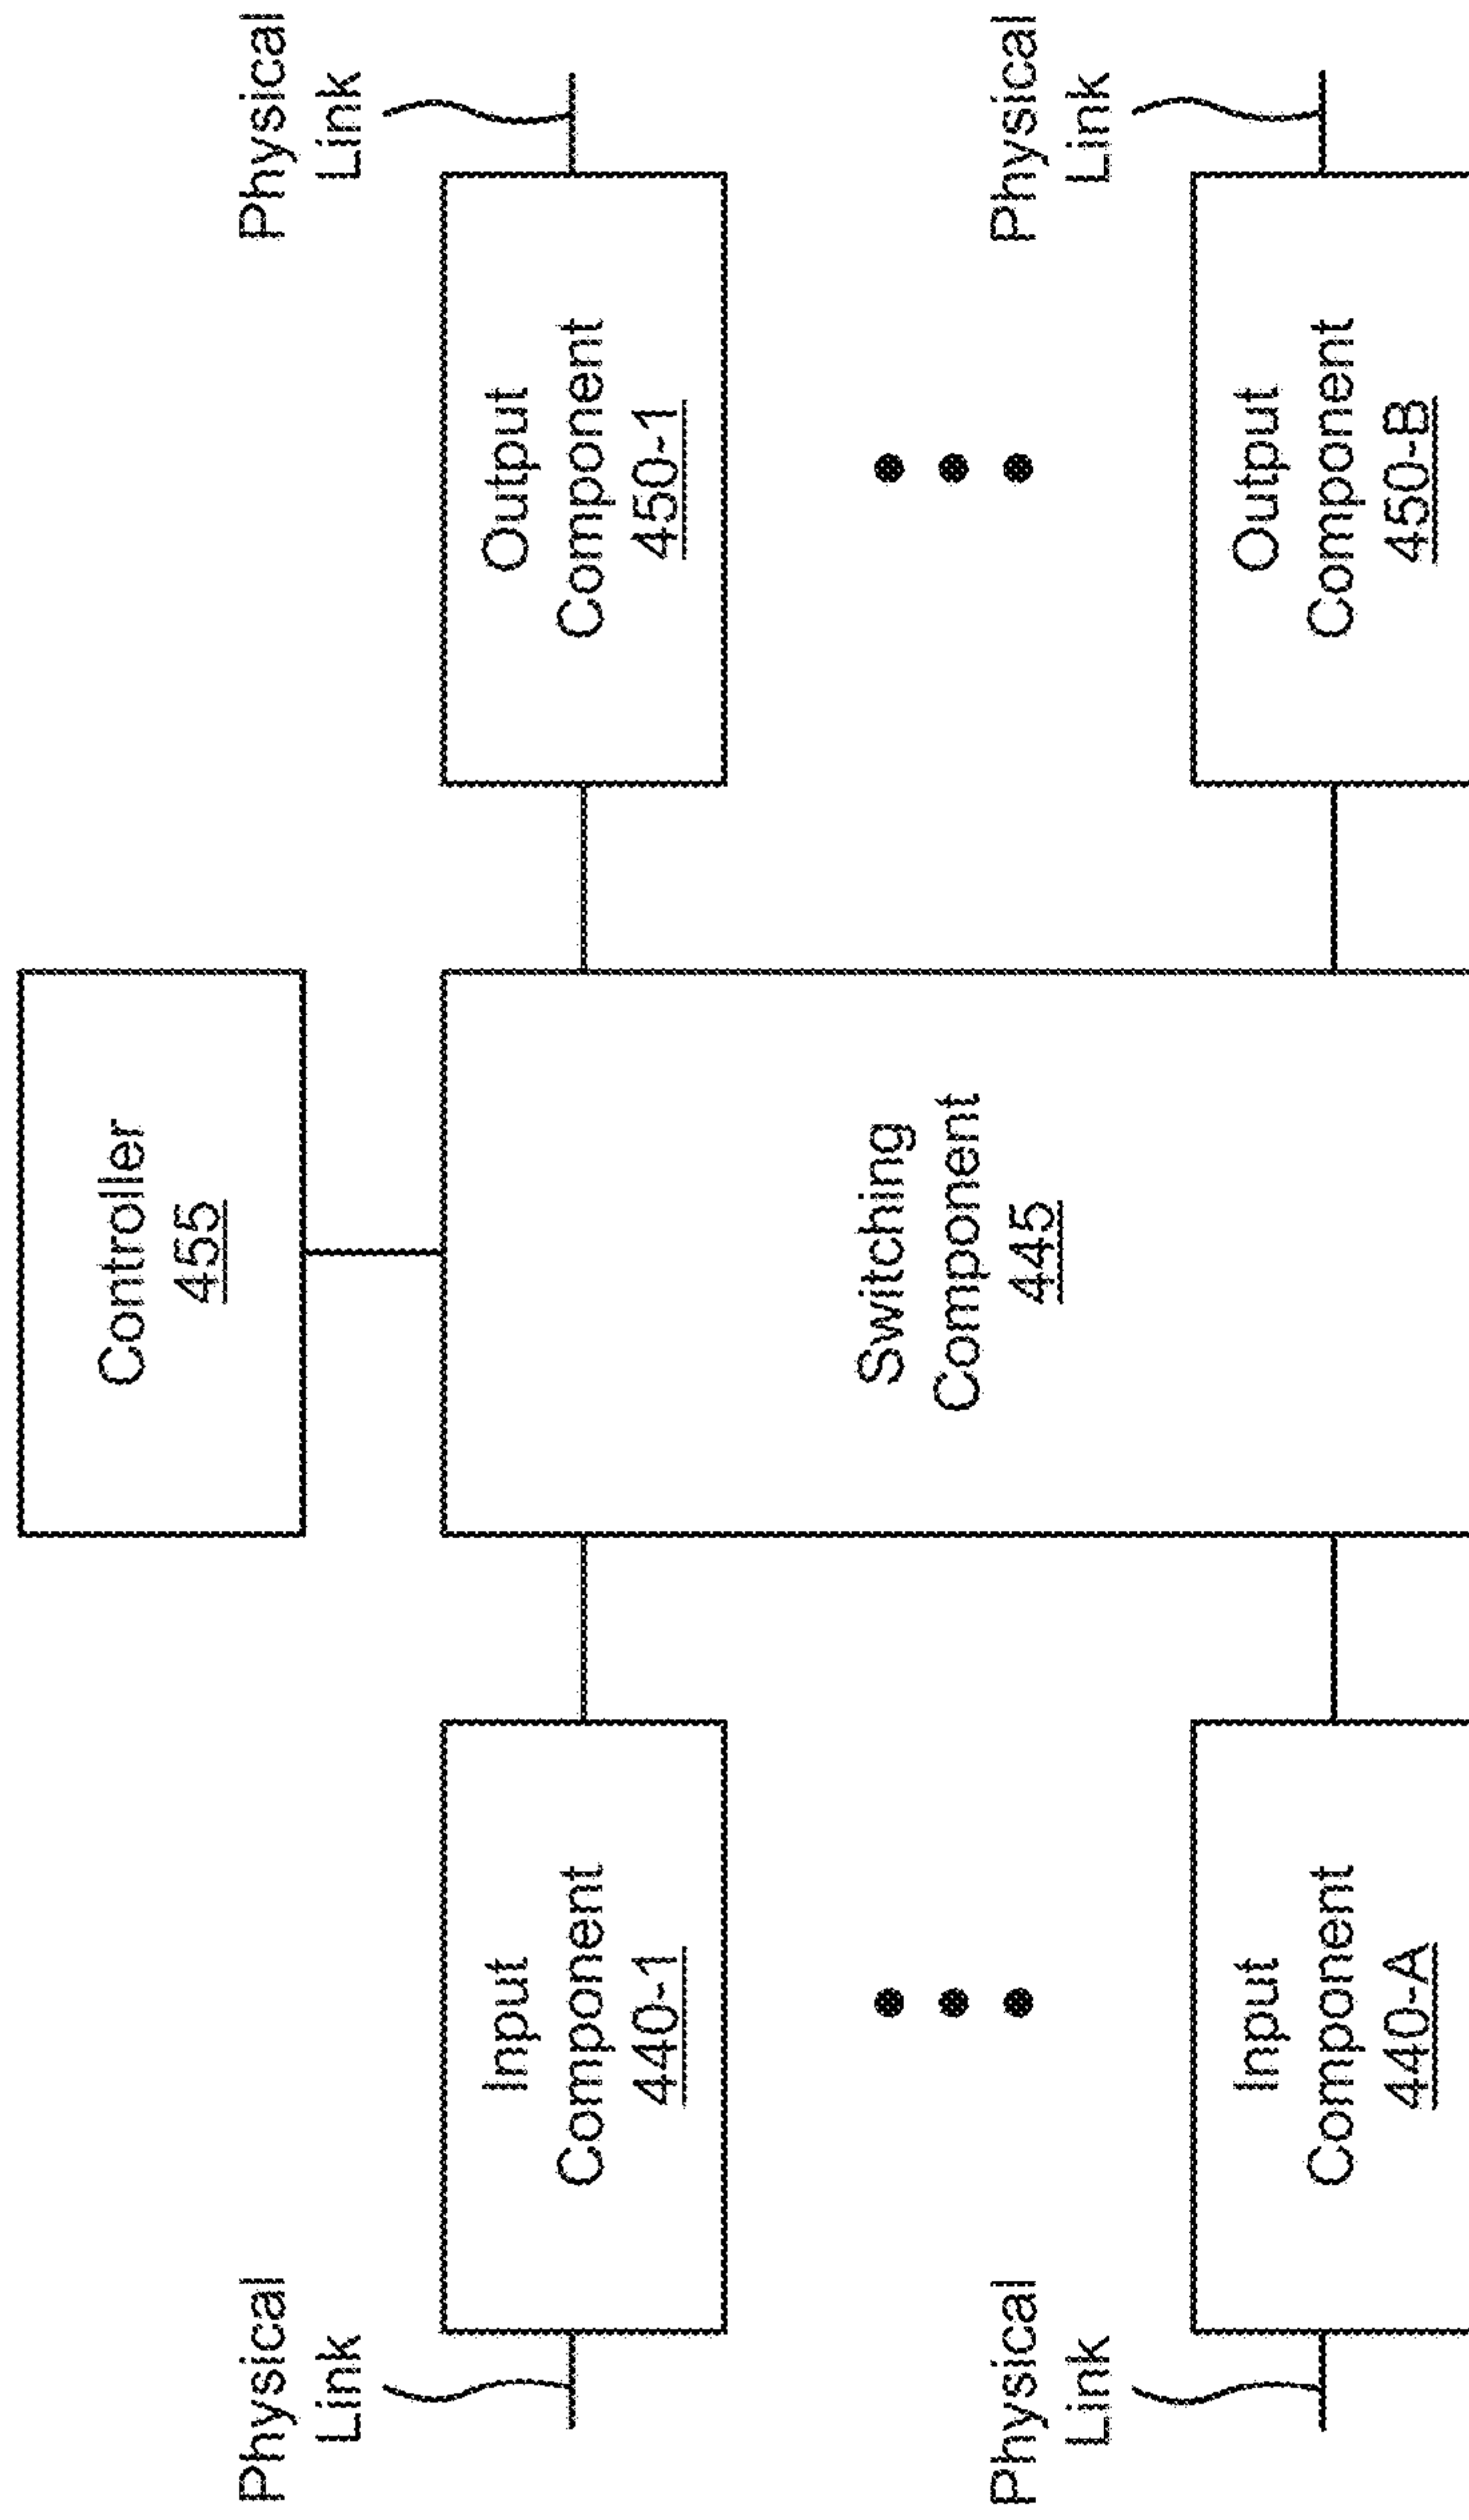 Controller
455
Physical
Link
Physical
Link
Input
Component
440-1
Output
Component
450-1
Switching
Component
445
Physical
Link
Physical
Link
Input
Component
440-A
Output
Component
450-B